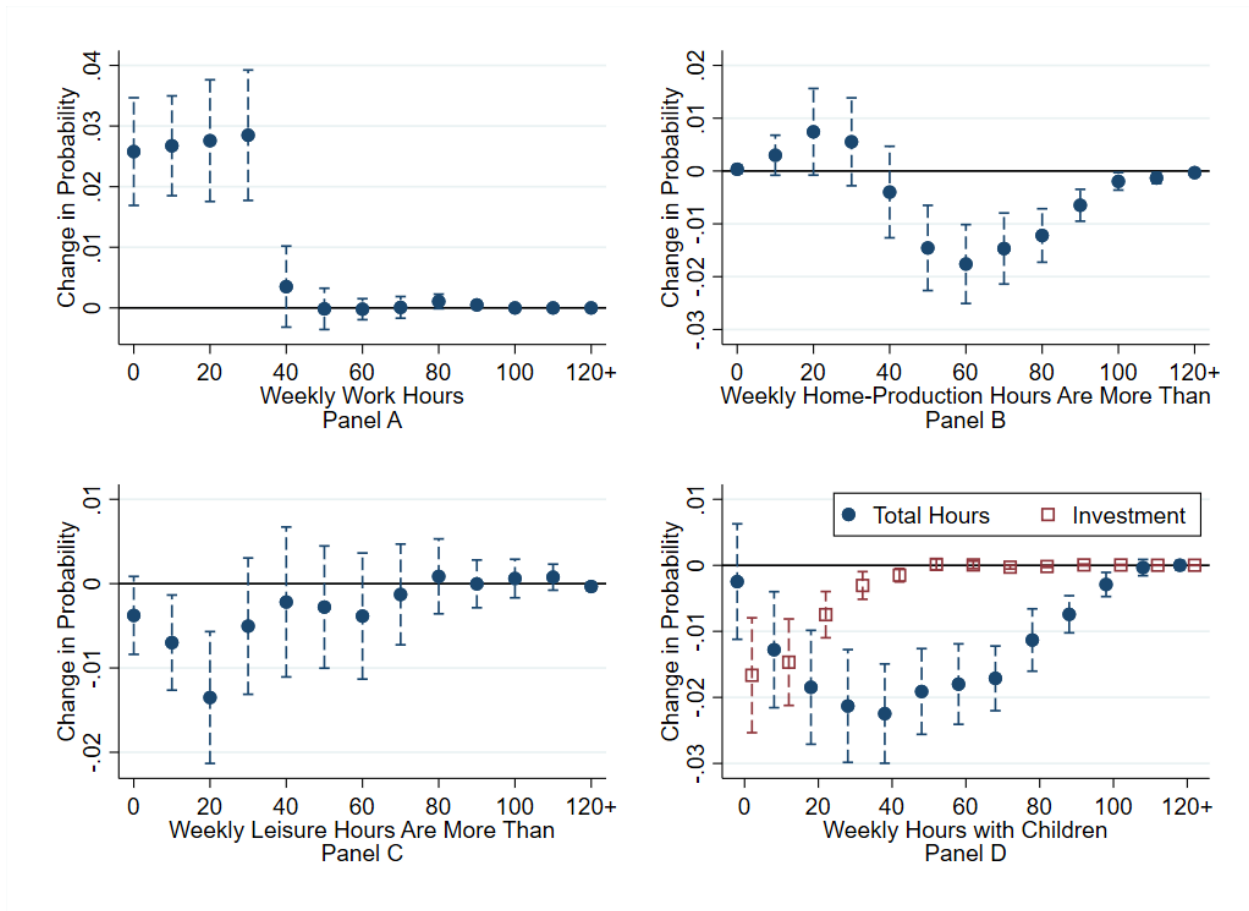 Change in Probability
.04
.03
.02
.01
0
0 20 40 60 80 100 120+
Weekly Work Hours
Panel A
Change in Probability
.02
.01
0
-.01
-.02
-.03
0 20 40 60 80 100 120+
Weekly Home-Production Hours Are More Than
Panel B
Change in Probability
.01
0
-.01
-.02
0 20 40 60 80 100 120+
Weekly Leisure Hours Are More Than
Panel C
Change in Probability
.01
0
-.01
-.02
-.03
Total Hours Investment
0 20 40 60 80 100 120+
Weekly Hours with Children
Panel D